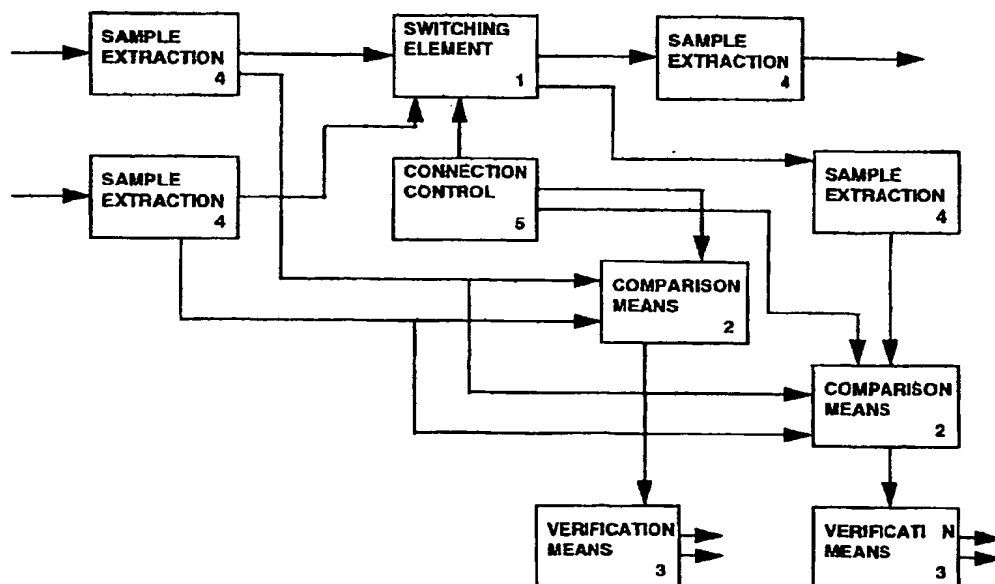 SAMPLE
EXTRACTION
4
SWITCHING
ELEMENT
1
SAMPLE
EXTRACTION
4
SAMPLE
EXTRACTION
4
CONNECTION
CONTROL
5
SAMPLE
EXTRACTION
4
COMPARISON
MEANS
2
COMPARISON
MEANS
2
VERIFICATION
MEANS
3
VERIFICATI N
MEANS
3